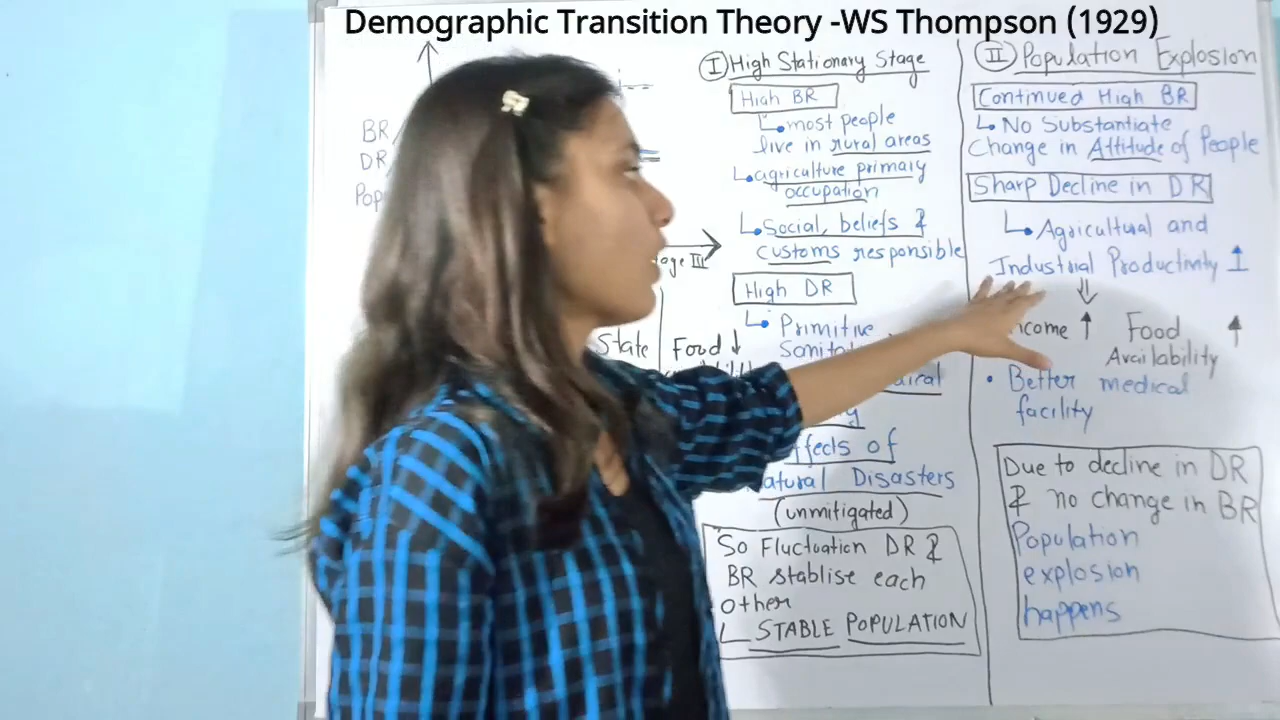 Demographic Transition Theory -WS Thompson (1929)
BR
DR
Pop
age III
State
Food ↓
I High Stationary Stage
High BR
↳ most people
live in rural areas
↳ agriculture primary
occupation
↳ Social, beliefs &
customs responsible
High DR
↳ Primitive
Natural Disasters
(unmitigated)
So Fluctuation DR &
BR stablise each
other
↳ STABLE POPULATION
II Population Explosion
Continued High BR
↳ No Substantiate
Change in Attitude of People
Sharp Decline in DR
↳ Agricultural and
Industrial Productivity ↑
⇓
Income ↑ Food ↑
Availability
• Better medical
facility
Due to decline in DR
& no change in BR
Population
explosion
happens